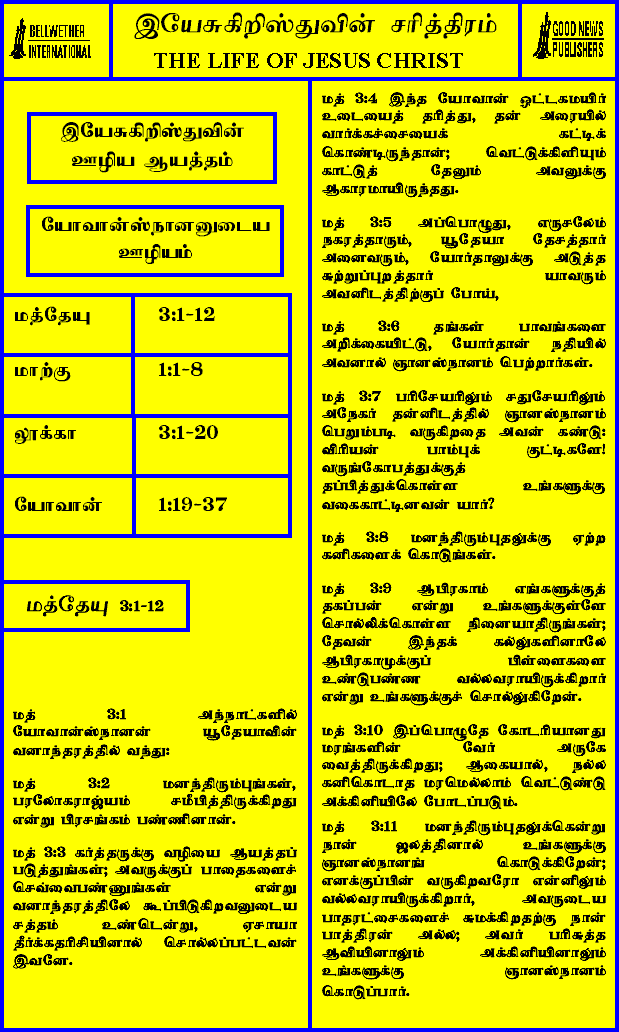 BELLWETHER
INTERNATIONAL
இயேசுகிறிஸ்துவின் சரித்திரம்
THE LIFE OF JESUS CHRIST
GOOD NEWS
PUBLISHERS
இயேசுகிறிஸ்துவின்
ஊழிய ஆயத்தம்
யோவான்ஸ்நானனுடைய
ஊழியம்
மத்தேயு 3:1-12
மாற்கு 1:1-8
லூக்கா 3:1-20
யோவான் 1:19-37
மத்தேயு 3:1-12
மத் 3:1 அந்நாட்களில்
யோவான்ஸ்நானன் யூதேயாவின்
வனாந்தரத்தில் வந்து:
மத் 3:2 மனந்திரும்புங்கள்,
பரலோகராஜ்யம் சமீபித்திருக்கிறது
என்று பிரசங்கம் பண்ணினான்.
மத் 3:3 கர்த்தருக்கு வழியை ஆயத்தப்
படுத்துங்கள்; அவருக்குப் பாதைகளைச்
செவ்வைபண்ணுங்கள் என்று
வனாந்தரத்திலே கூப்பிடுகிறவனுடைய
சத்தம் உண்டென்று, ஏசாயா
தீர்க்கதரிசியினால் சொல்லப்பட்டவன்
இவனே.
மத் 3:4 இந்த யோவான் ஒட்டகமயிர்
உடையைத் தரித்து, தன் அரையில்
வார்க்கச்சையைக் கட்டிக்
கொண்டிருந்தான்; வெட்டுக்கிளியும்
காட்டுத் தேனும் அவனுக்கு
ஆகாரமாயிருந்தது.
மத் 3:5 அப்பொழுது, எருசலேம்
நகரத்தாரும், யூதேயா தேசத்தார்
அனைவரும், யோர்தானுக்கு அடுத்த
சுற்றுப்புறத்தார் யாவரும்
அவனிடத்திற்குப் போய்,
மத் 3:6 தங்கள் பாவங்களை
அறிக்கையிட்டு, யோர்தான் நதியில்
அவனால் ஞானஸ்நானம் பெற்றார்கள்.
மத் 3:7 பரிசேயரிலும் சதுசேயரிலும்
அநேகர் தன்னிடத்தில் ஞானஸ்நானம்
பெறும்படி வருகிறதை அவன் கண்டு:
விரியன் பாம்புக் குட்டிகளே!
வருங்கோபத்துக்குத்
தப்பித்துக்கொள்ள உங்களுக்கு
வகைகாட்டினவன் யார்?
மத் 3:8 மனந்திரும்புதலுக்கு ஏற்ற
கனிகளைக் கொடுங்கள்.
மத் 3:9 ஆபிரகாம் எங்களுக்குத்
தகப்பன் என்று உங்களுக்குள்ளே
சொல்லிக்கொள்ள நினையாதிருங்கள்;
தேவன் இந்தக் கல்லுகளினாலே
ஆபிரகாமுக்குப் பிள்ளைகளை
உண்டுபண்ண வல்லவராயிருக்கிறார்
என்று உங்களுக்குச் சொல்லுகிறேன்.
மத் 3:10 இப்பொழுதே கோடரியானது
மரங்களின் வேர் அருகே
வைத்திருக்கிறது; ஆகையால், நல்ல
கனிகொடாத மரமெல்லாம் வெட்டுண்டு
அக்கினியிலே போடப்படும்.
மத் 3:11 மனந்திரும்புதலுக்கென்று
நான் ஜலத்தினால் உங்களுக்கு
ஞானஸ்நானங் கொடுக்கிறேன்;
எனக்குப்பின் வருகிறவரோ என்னிலும்
வல்லவராயிருக்கிறார், அவருடைய
பாதரட்சைகளைச் சுமக்கிறதற்கு நான்
பாத்திரன் அல்ல; அவர் பரிசுத்த
ஆவியினாலும் அக்கினியினாலும்
உங்களுக்கு ஞானஸ்நானம்
கொடுப்பார்.